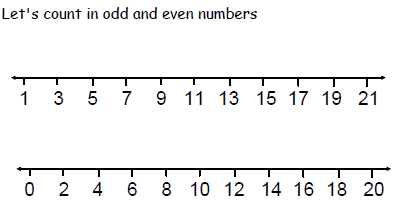 Let's count in odd and even numbers
1 3 5 7 9 11 13 15 17 19 21
0 2 4 6 8 10 12 14 16 18 20